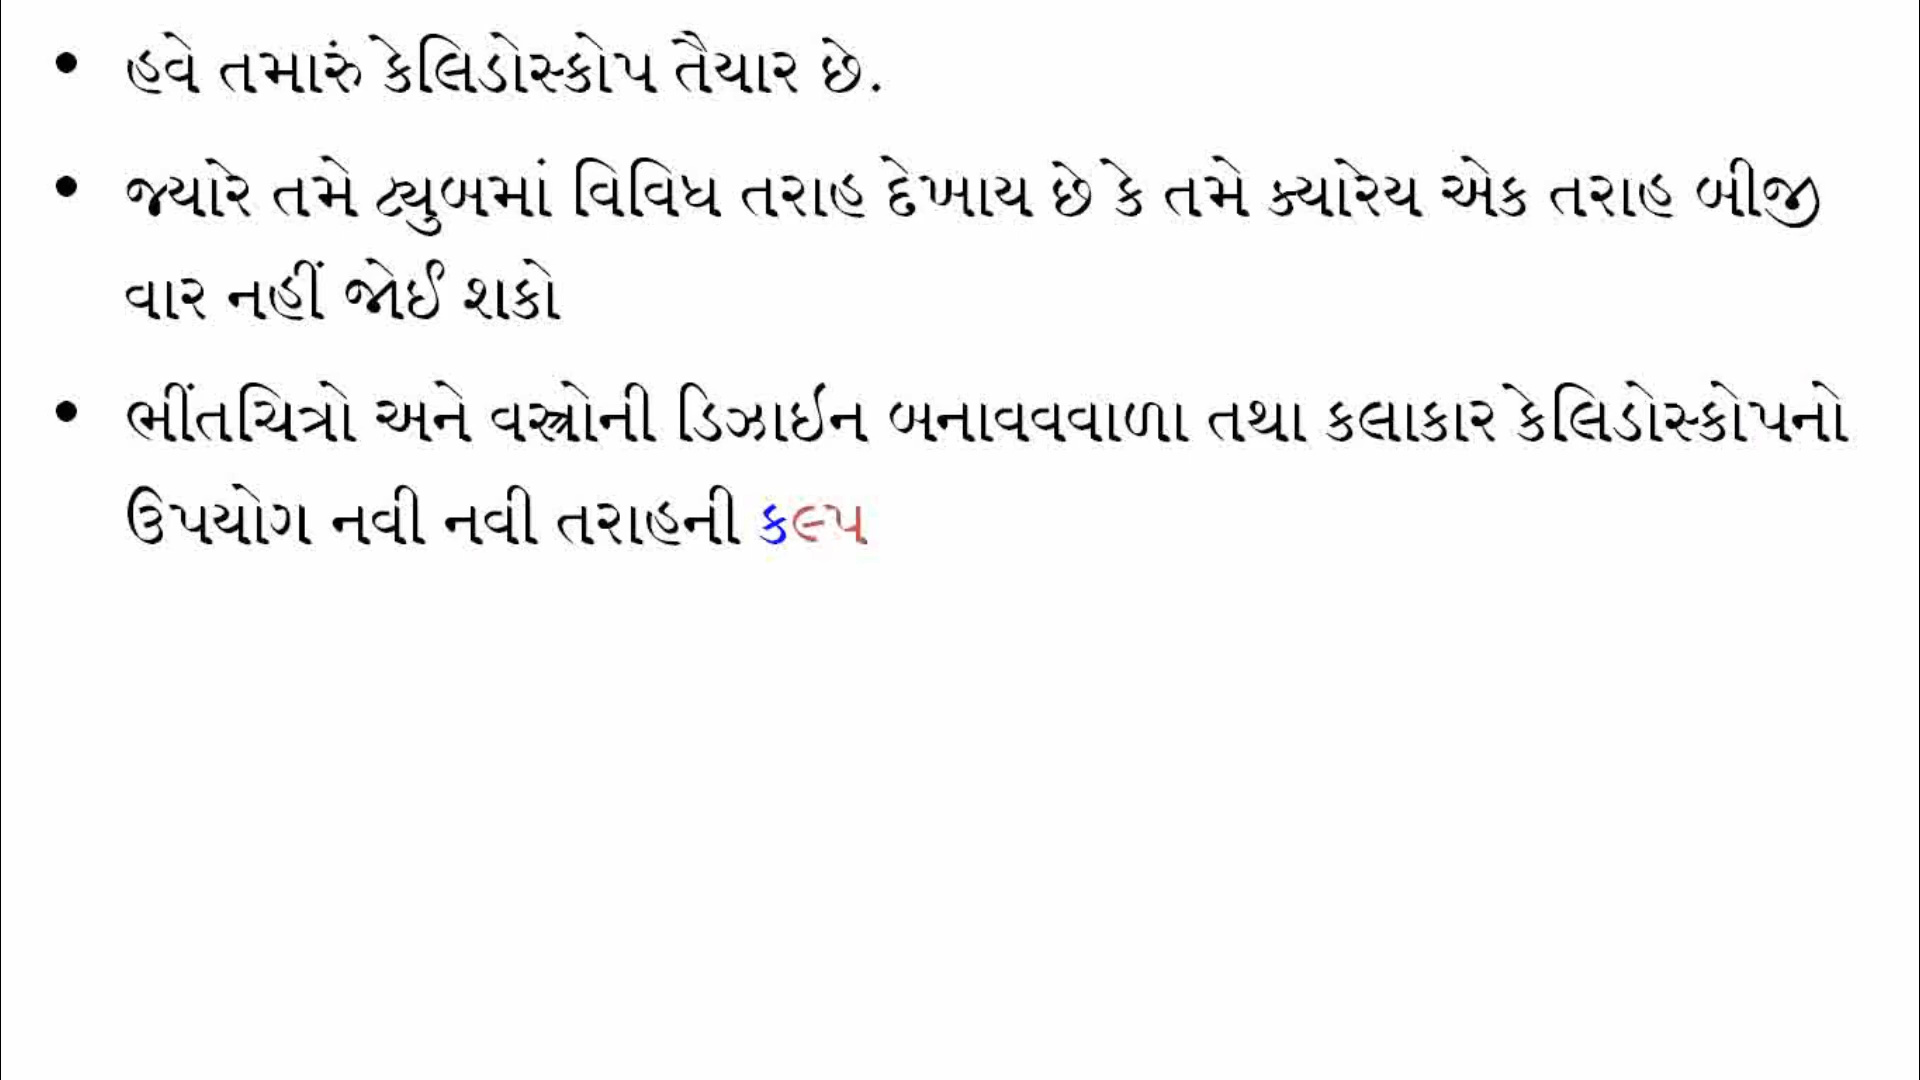 • હવે તમારું કેલિડોસ્કોપ તૈયાર છે.
• જ્યારે તમે ટ્યુબમાં વિવિધ તરાહ દેખાય છે કે તમે ક્યારેય એક તરાહ બીજી
વાર નહીં જોઈ શકો
• ભીંતચિત્રો અને વસ્ત્રોની ડિઝાઈન બનાવવવાળા તથા કલાકાર કેલિડોસ્કોપનો
ઉપયોગ નવી નવી તરાહની કલ્પ